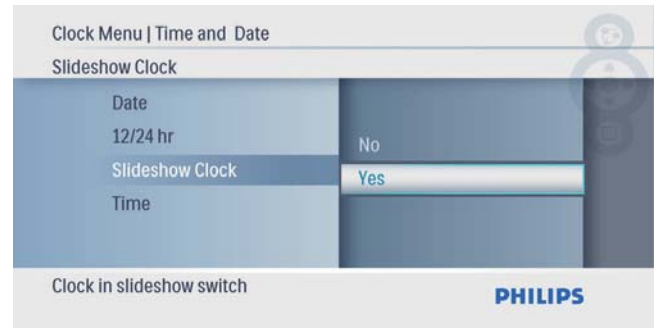 Clock Menu | Time and Date
Slideshow Clock
Date
12/24 hr
Slideshow Clock
Time
No
Yes
Clock in slideshow switch
PHILIPS